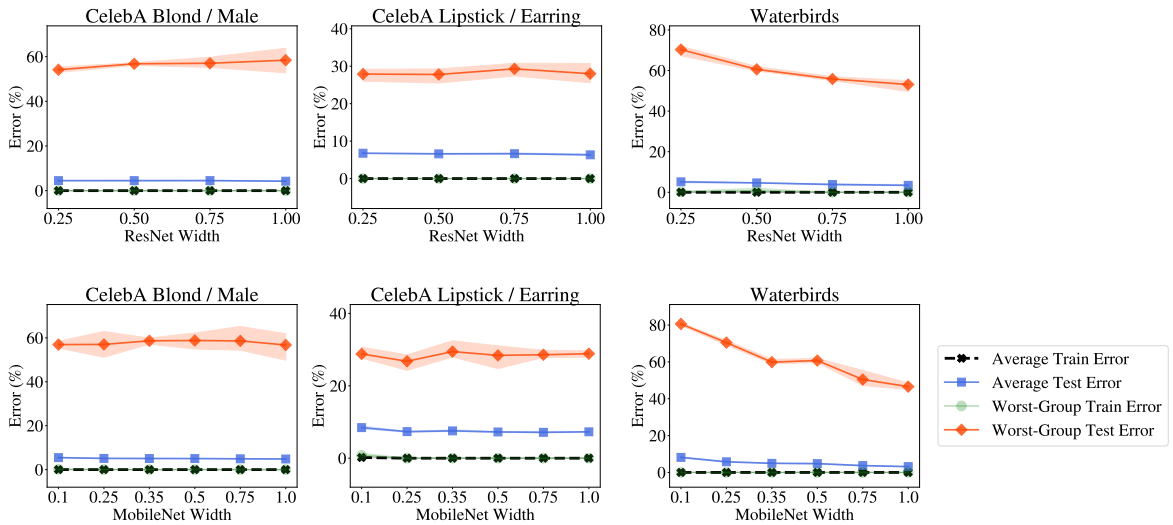 CelebA Blond / Male
CelebA Lipstick / Earring
Waterbirds
Error (%)
60
40
20
0
0.25 0.50 0.75 1.00
ResNet Width
Error (%)
40
30
20
10
0
0.25 0.50 0.75 1.00
ResNet Width
Error (%)
80
60
40
20
0
0.25 0.50 0.75 1.00
ResNet Width
CelebA Blond / Male
CelebA Lipstick / Earring
Waterbirds
Error (%)
60
40
20
0
0.1 0.25 0.35 0.5 0.75 1.0
MobileNet Width
Error (%)
40
20
0
0.1 0.25 0.35 0.5 0.75 1.0
MobileNet Width
Error (%)
80
60
40
20
0
0.1 0.25 0.35 0.5 0.75 1.0
MobileNet Width
Average Train Error
Average Test Error
Worst-Group Train Error
Worst-Group Test Error